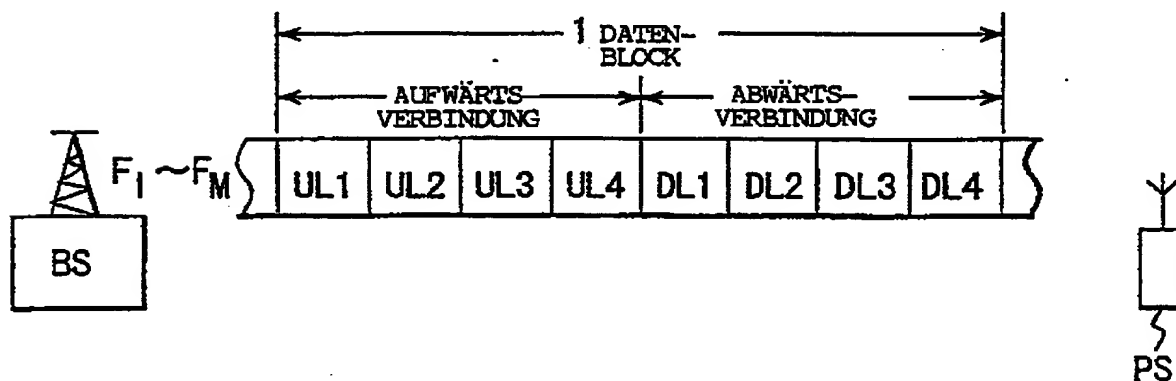 1 DATEN-
BLOCK
AUFWÄRTS
VERBINDUNG
ABWÄRTS-
VERBINDUNG
F1 ~FM
UL1 UL2 UL3 UL4 DL1 DL2 DL3 DL4
BS
PS